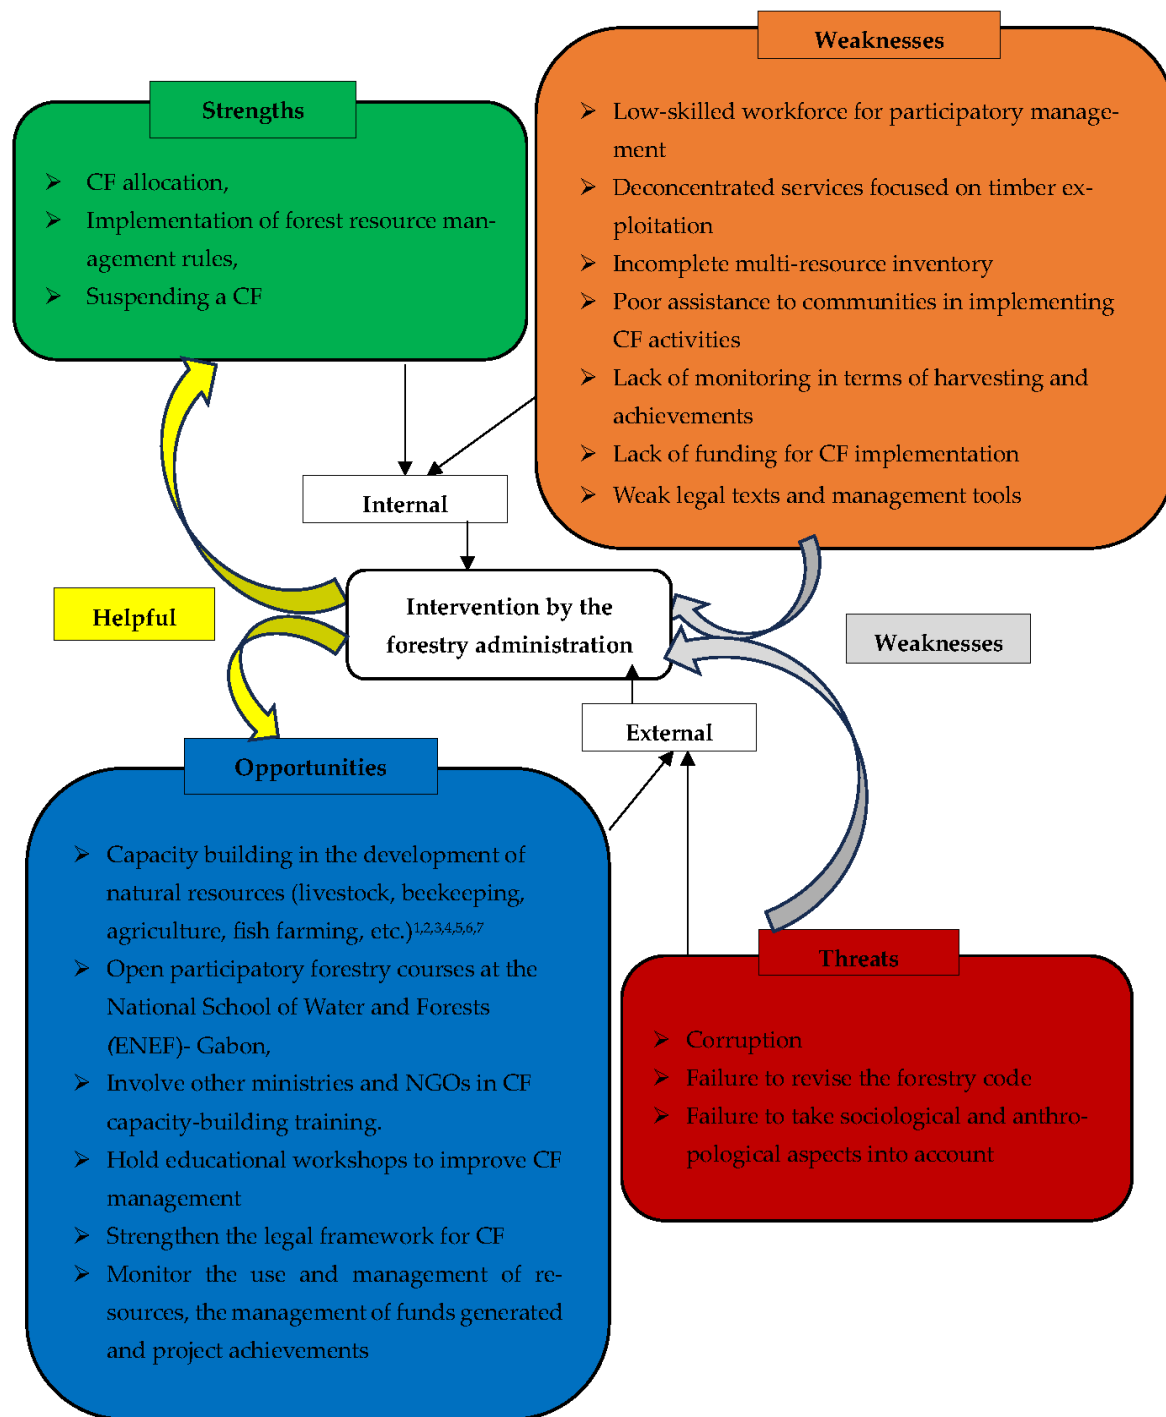 Strengths
➢ CF allocation,
➢ Implementation of forest resource man-
agement rules,
➢ Suspending a CF
Weaknesses
➢ Low-skilled workforce for participatory manage-
ment
➢ Deconcentrated services focused on timber ex-
ploitation
➢ Incomplete multi-resource inventory
➢ Poor assistance to communities in implementing
CF activities
➢ Lack of monitoring in terms of harvesting and
achievements
➢ Lack of funding for CF implementation
➢ Weak legal texts and management tools
Internal
Helpful
Intervention by the
forestry administration
Weaknesses
External
Opportunities
➢ Capacity building in the development of
natural resources (livestock, beekeeping,
agriculture, fish farming, etc.)1,2,3,4,5,6,7
➢ Open participatory forestry courses at the
National School of Water and Forests
(ENEF)- Gabon,
➢ Involve other ministries and NGOs in CF
capacity-building training.
➢ Hold educational workshops to improve CF
management
➢ Strengthen the legal framework for CF
➢ Monitor the use and management of re-
sources, the management of funds generated
and project achievements
Threats
➢ Corruption
➢ Failure to revise the forestry code
➢ Failure to take sociological and anthro-
pological aspects into account